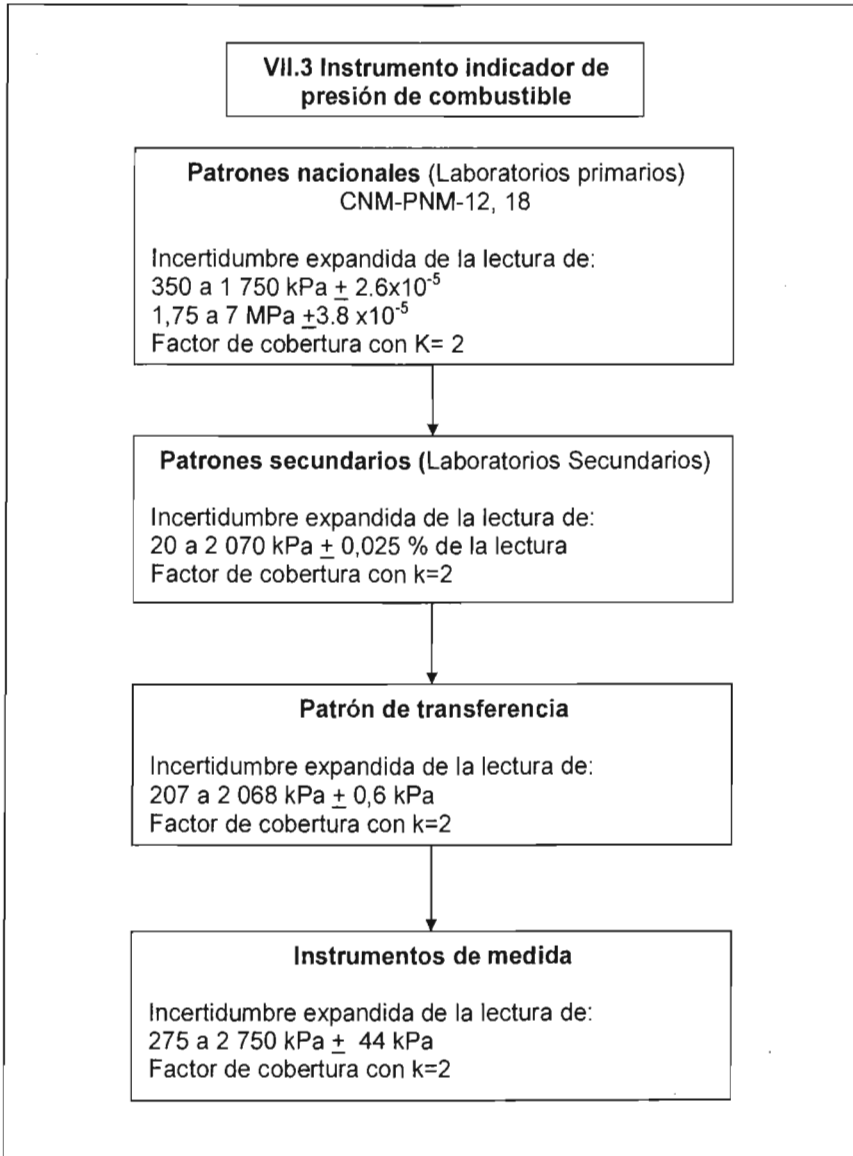 VII.3 Instrumento indicador de
presión de combustible
Patrones nacionales (Laboratorios primarios)
CNM-PNM-12, 18
Incertidumbre expandida de la lectura de:
350 a 1 750 kPa ± 2.6x10⁻⁵
1,75 a 7 MPa ±3.8 x10⁻⁵
Factor de cobertura con K= 2
Patrones secundarios (Laboratorios Secundarios)
Incertidumbre expandida de la lectura de:
20 a 2 070 kPa ± 0,025 % de la lectura
Factor de cobertura con k=2
Patrón de transferencia
Incertidumbre expandida de la lectura de:
207 a 2 068 kPa ± 0,6 kPa
Factor de cobertura con k=2
Instrumentos de medida
Incertidumbre expandida de la lectura de:
275 a 2 750 kPa ± 44 kPa
Factor de cobertura con k=2